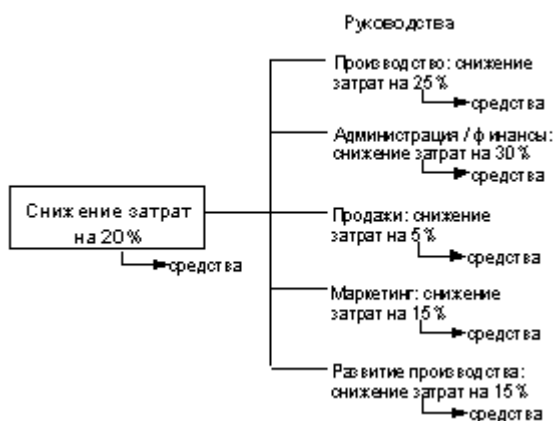 Руководства
Производство: снижение
затрат на 25%
средства
Администрация / финансы:
снижение затрат на 30%
средства
Снижение затрат
на 20%
средства
Продажи: снижение
затрат на 5%
средства
Маркетинг: снижение
затрат на 15%
средства
Развитие производства:
снижение затрат на 15%
средства